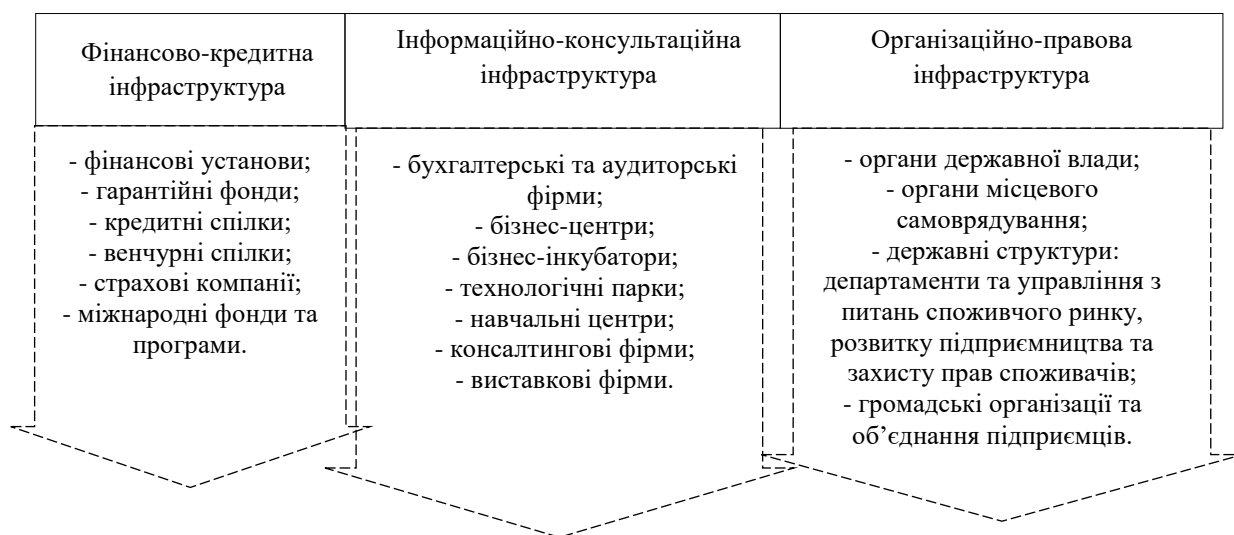 Фінансово-кредитна
інфраструктура
Інформаційно-консультаційна
інфраструктура
Організаційно-правова
інфраструктура
- фінансові установи;
- гарантійні фонди;
- кредитні спілки;
- венчурні спілки;
- страхові компанії;
- міжнародні фонди та
програми.
- бухгалтерські та аудиторські
фірми;
- бізнес-центри;
- бізнес-інкубатори;
- технологічні парки;
- навчальні центри;
- консалтингові фірми;
- виставкові фірми.
- органи державної влади;
- органи місцевого
самоврядування;
- державні структури:
департаменти та управління з
питань споживчого ринку,
розвитку підприємництва та
захисту прав споживачів;
- громадські організації та
об’єднання підприємців.